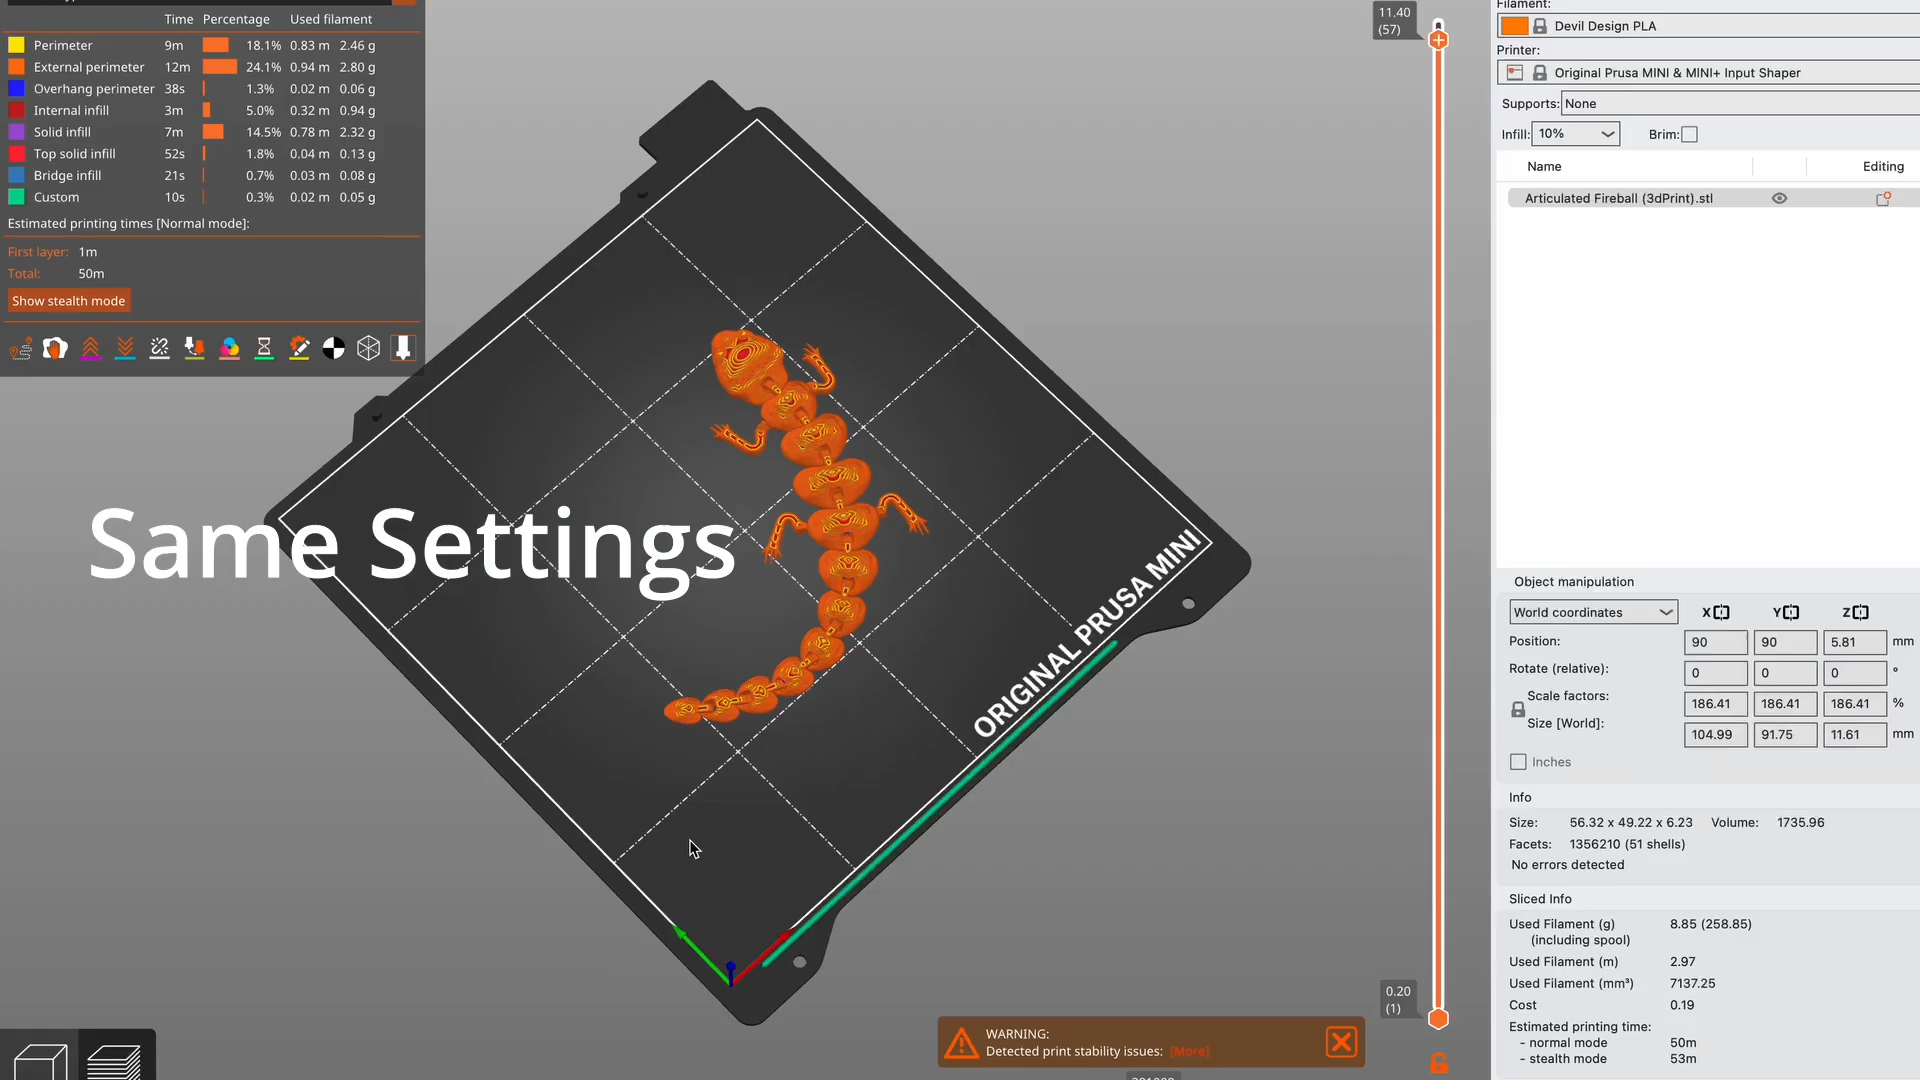 Time Percentage Used filament
Perimeter 9m 18.1% 0.83 m 2.46 g
External perimeter 12m 24.1% 0.94 m 2.80 g
Overhang perimeter 38s 1.3% 0.02 m 0.06 g
Internal infill 3m 5.0% 0.32 m 0.94 g
Solid infill 7m 14.5% 0.78 m 2.32 g
Top solid infill 52s 1.8% 0.04 m 0.13 g
Bridge infill 21s 0.7% 0.03 m 0.08 g
Custom 10s 0.3% 0.02 m 0.05 g
Estimated printing times [Normal mode]:
First layer: 1m
Total: 50m
Show stealth mode
Same Settings
ORIGINAL PRUSA MINI
11.40
(57)
0.20
(1)
WARNING:
Detected print stability issues: [More]
Filament:
Devil Design PLA
Printer:
Original Prusa MINI & MINI+ Input Shaper
Supports: None
Infill: 10% Brim:
Name Editing
Articulated Fireball (3dPrint).stl
Object manipulation
World coordinates X Y Z
Position: 90 90 5.81 mm
Rotate (relative): 0 0 0 °
Scale factors: 186.41 186.41 186.41 %
Size [World]: 104.99 91.75 11.61 mm
Inches
Info
Size: 56.32 x 49.22 x 6.23 Volume: 1735.96
Facets: 1356210 (51 shells)
No errors detected
Sliced Info
Used Filament (g) 8.85 (258.85)
(including spool)
Used Filament (m) 2.97
Used Filament (mm³) 7137.25
Cost 0.19
Estimated printing time:
- normal mode 50m
- stealth mode 53m